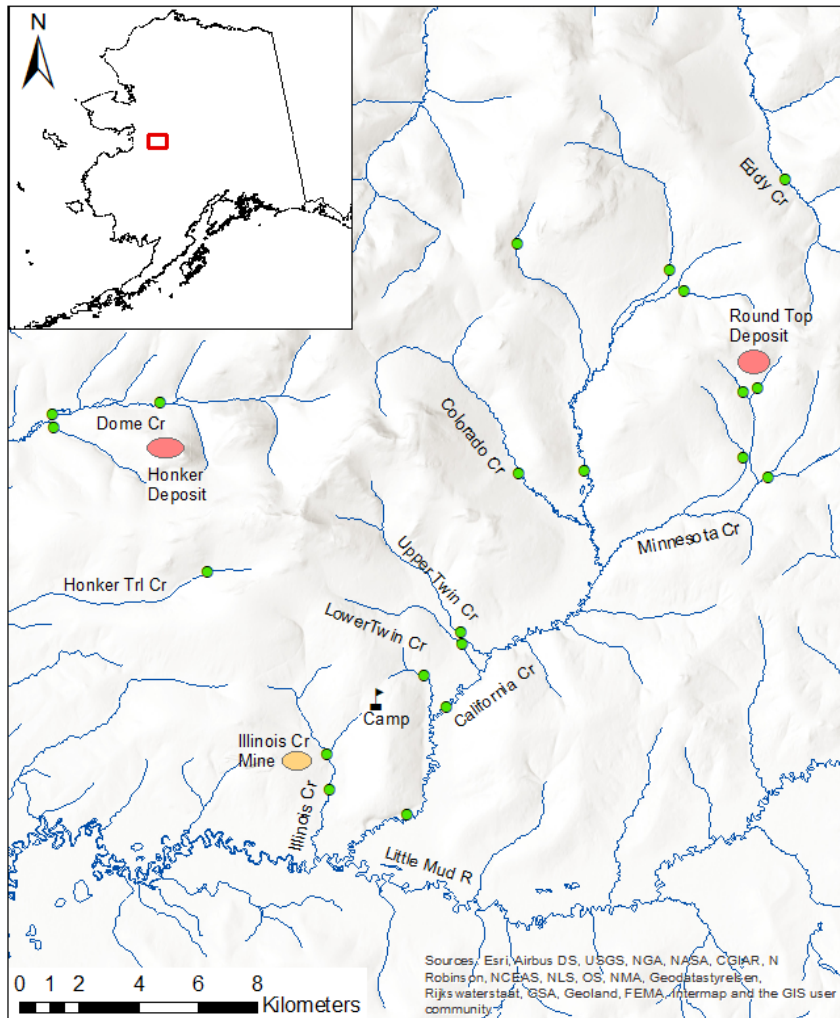 N
Eddy Cr
Round Top
Deposit
Dome Cr
Honker
Deposit
Colorado Cr
Minnesota Cr
Honker Trl Cr
UpperTwin Cr
LowerTwin Cr
California Cr
Camp
Illinois Cr
Mine
Illinois Cr
Little Mud R
Sources: Esri, Airbus DS, USGS, NGA, NASA, CGIAR, N
Robinson, NCEAS, NLS, OS, NMA, Geodatastyrelsen,
Rijkswaterstaat, GSA, Geoland, FEMA, Intermap and the GIS user
community
0 1 2 4 6 8
Kilometers